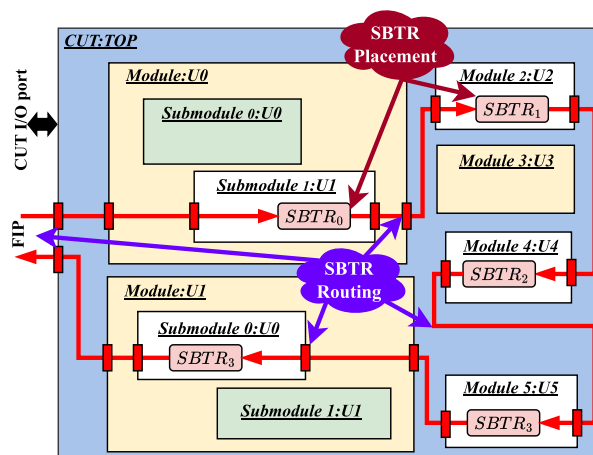 CUT:TOP
SBTR
Placement
Module:U0
Module 2:U2
Submodule 0:U0
SBTR1
CUT I/O port
Module 3:U3
Submodule 1:U1
SBTR0
FIP
Module 4:U4
SBTR
Routing
SBTR2
Module:U1
Submodule 0:U0
SBTR3
Module 5:U5
Submodule 1:U1
SBTR3